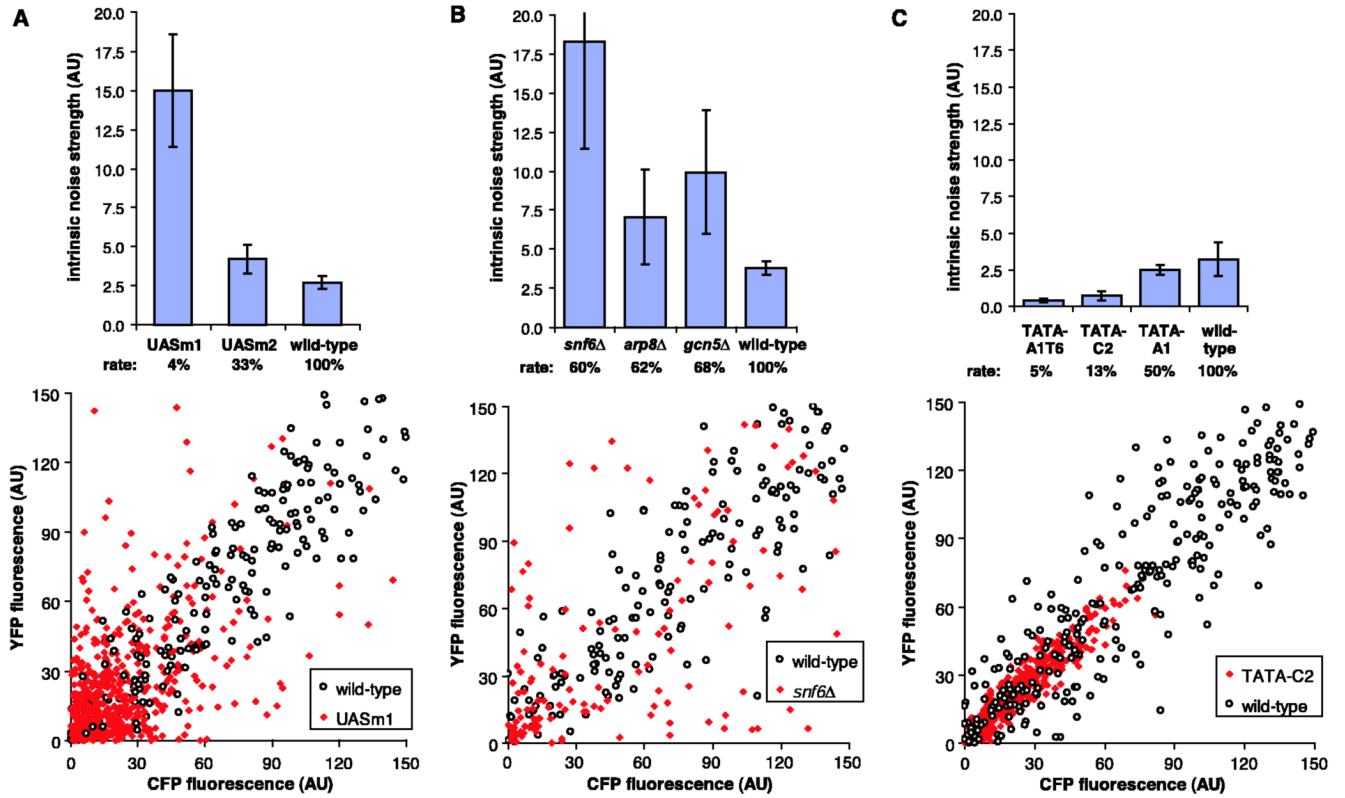 A
intrinsic noise strength (AU)
20.0
17.5
15.0
12.5
10.0
7.5
5.0
2.5
0.0
UASm1 UASm2 wild-type
rate: 4% 33% 100%
YFP fluorescence (AU)
150
120
90
60
30
0
wild-type
UASm1
0 30 60 90 120 150
CFP fluorescence (AU)
B
intrinsic noise strength (AU)
20.0
17.5
15.0
12.5
10.0
7.5
5.0
2.5
0.0
snf6Δ arp8Δ gcn5Δ wild-type
rate: 60% 62% 68% 100%
YFP fluorescence (AU)
150
120
90
60
30
0
wild-type
snf6Δ
0 30 60 90 120 150
CFP fluorescence (AU)
C
intrinsic noise strength (AU)
20.0
17.5
15.0
12.5
10.0
7.5
5.0
2.5
0.0
TATA- TATA- TATA- wild-
A1T6 C2 A1 type
rate: 5% 13% 50% 100%
YFP fluorescence (AU)
150
120
90
60
30
0
TATA-C2
wild-type
0 30 60 90 120 150
CFP fluorescence (AU)